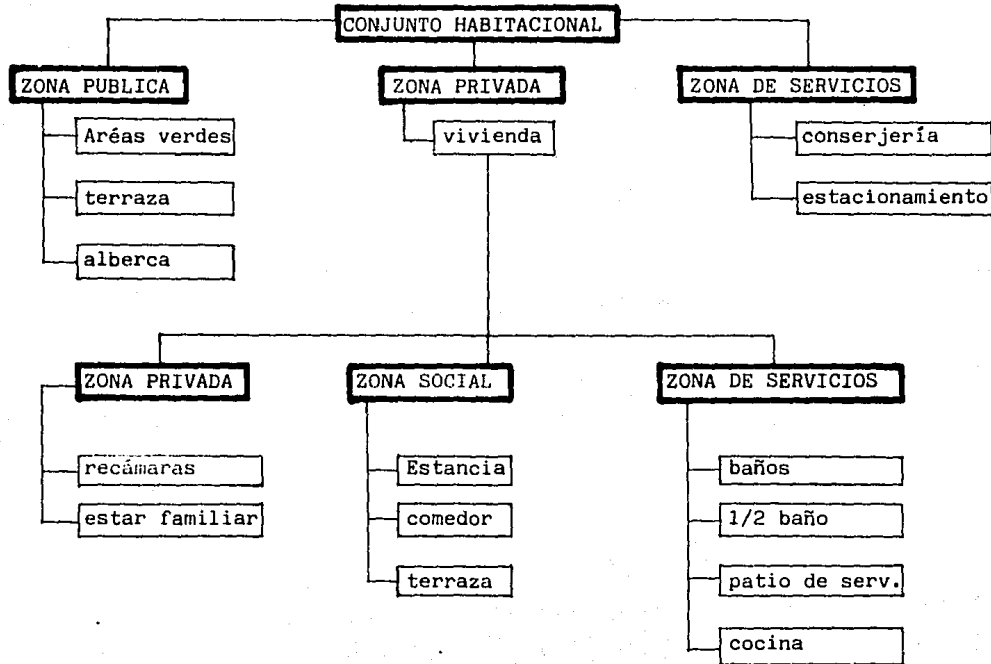 CONJUNTO HABITACIONAL
ZONA PUBLICA
ZONA PRIVADA
ZONA DE SERVICIOS
Aréas verdes
vivienda
conserjería
terraza
estacionamiento
alberca
ZONA PRIVADA
ZONA SOCIAL
ZONA DE SERVICIOS
recámaras
Estancia
baños
estar familiar
comedor
1/2 baño
terraza
patio de serv.
cocina